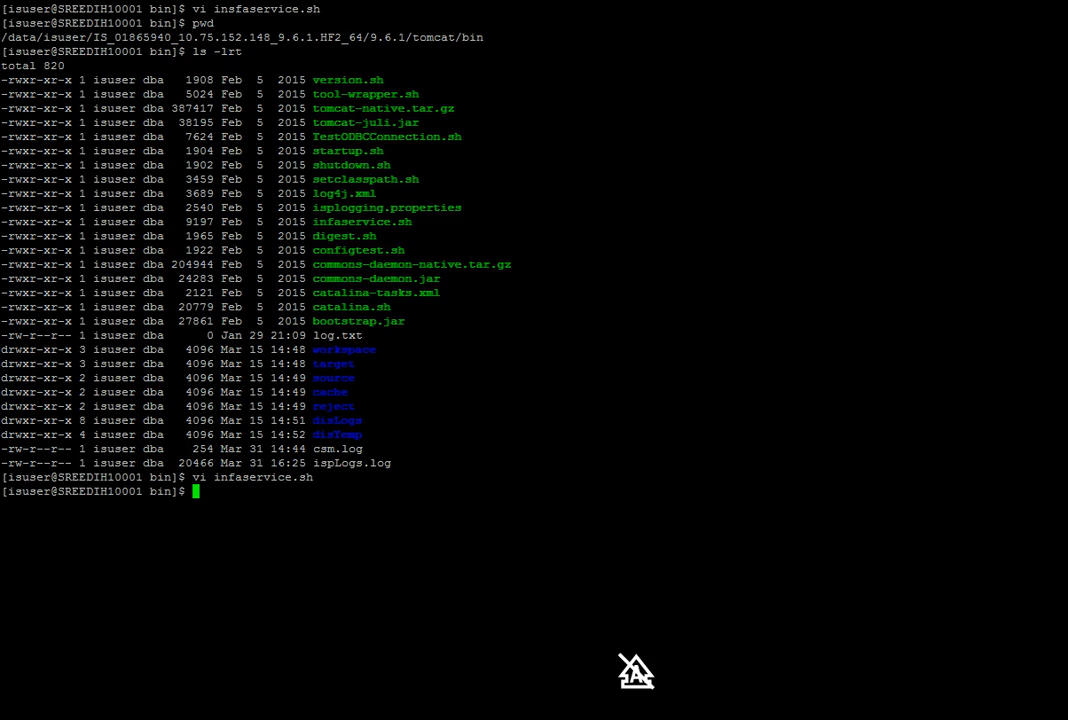 [isuser@SREEDIH10001 bin]$ vi insfaservice.sh
[isuser@SREEDIH10001 bin]$ pwd
/data/isuser/IS_01865940_10.75.152.148_9.6.1.HF2_64/9.6.1/tomcat/bin
[isuser@SREEDIH10001 bin]$ ls -lrt
total 820
-rwxr-xr-x 1 isuser dba   1908 Feb  5  2015 version.sh
-rwxr-xr-x 1 isuser dba   5024 Feb  5  2015 tool-wrapper.sh
-rwxr-xr-x 1 isuser dba 387417 Feb  5  2015 tomcat-native.tar.gz
-rwxr-xr-x 1 isuser dba  38195 Feb  5  2015 tomcat-juli.jar
-rwxr-xr-x 1 isuser dba   7624 Feb  5  2015 TestODBCConnection.sh
-rwxr-xr-x 1 isuser dba   1904 Feb  5  2015 startup.sh
-rwxr-xr-x 1 isuser dba   1902 Feb  5  2015 shutdown.sh
-rwxr-xr-x 1 isuser dba   3459 Feb  5  2015 setclasspath.sh
-rwxr-xr-x 1 isuser dba   3689 Feb  5  2015 log4j.xml
-rwxr-xr-x 1 isuser dba   2540 Feb  5  2015 isplogging.properties
-rwxr-xr-x 1 isuser dba   9197 Feb  5  2015 infaservice.sh
-rwxr-xr-x 1 isuser dba   1965 Feb  5  2015 digest.sh
-rwxr-xr-x 1 isuser dba   1922 Feb  5  2015 configtest.sh
-rwxr-xr-x 1 isuser dba 204944 Feb  5  2015 commons-daemon-native.tar.gz
-rwxr-xr-x 1 isuser dba  24283 Feb  5  2015 commons-daemon.jar
-rwxr-xr-x 1 isuser dba   2121 Feb  5  2015 catalina-tasks.xml
-rwxr-xr-x 1 isuser dba  20779 Feb  5  2015 catalina.sh
-rwxr-xr-x 1 isuser dba  27861 Feb  5  2015 bootstrap.jar
-rw-r--r-- 1 isuser dba      0 Jan 29 21:09 log.txt
drwxr-xr-x 3 isuser dba   4096 Mar 15 14:48 workspace
drwxr-xr-x 3 isuser dba   4096 Mar 15 14:48 target
drwxr-xr-x 2 isuser dba   4096 Mar 15 14:49 source
drwxr-xr-x 2 isuser dba   4096 Mar 15 14:49 cache
drwxr-xr-x 2 isuser dba   4096 Mar 15 14:49 reject
drwxr-xr-x 8 isuser dba   4096 Mar 15 14:51 disLogs
drwxr-xr-x 4 isuser dba   4096 Mar 15 14:52 disTemp
-rw-r--r-- 1 isuser dba    254 Mar 31 14:44 csm.log
-rw-r--r-- 1 isuser dba  20466 Mar 31 16:25 ispLogs.log
[isuser@SREEDIH10001 bin]$ vi infaservice.sh
[isuser@SREEDIH10001 bin]$
A